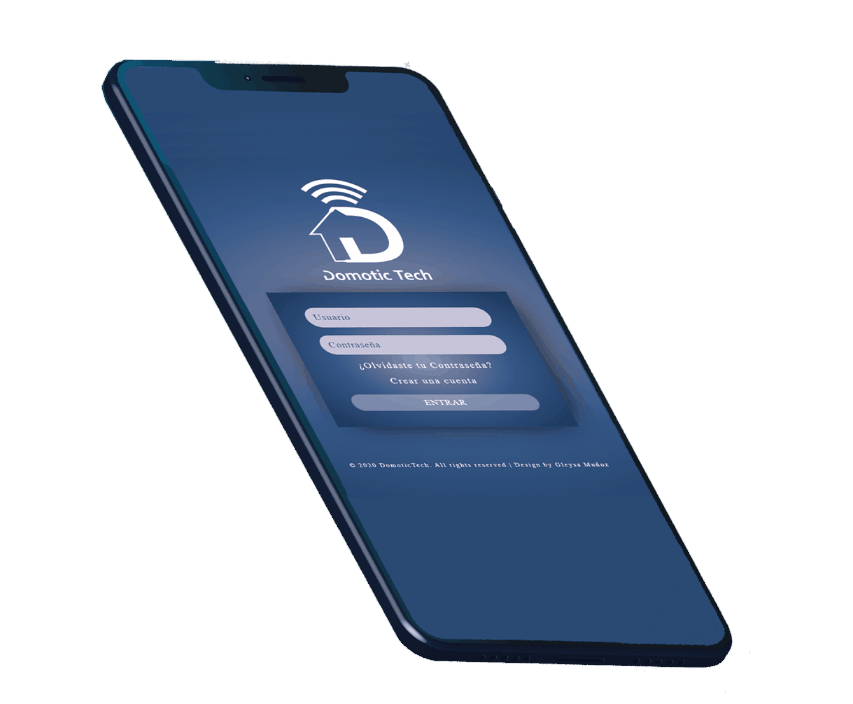 Domotic Tech
Usuario
Contraseña
¿Olvidaste tu Contraseña?
Crear una cuenta
ENTRAR
© 2020 DomoticTech. All rights reserved | Design by Gleysa Muñoz